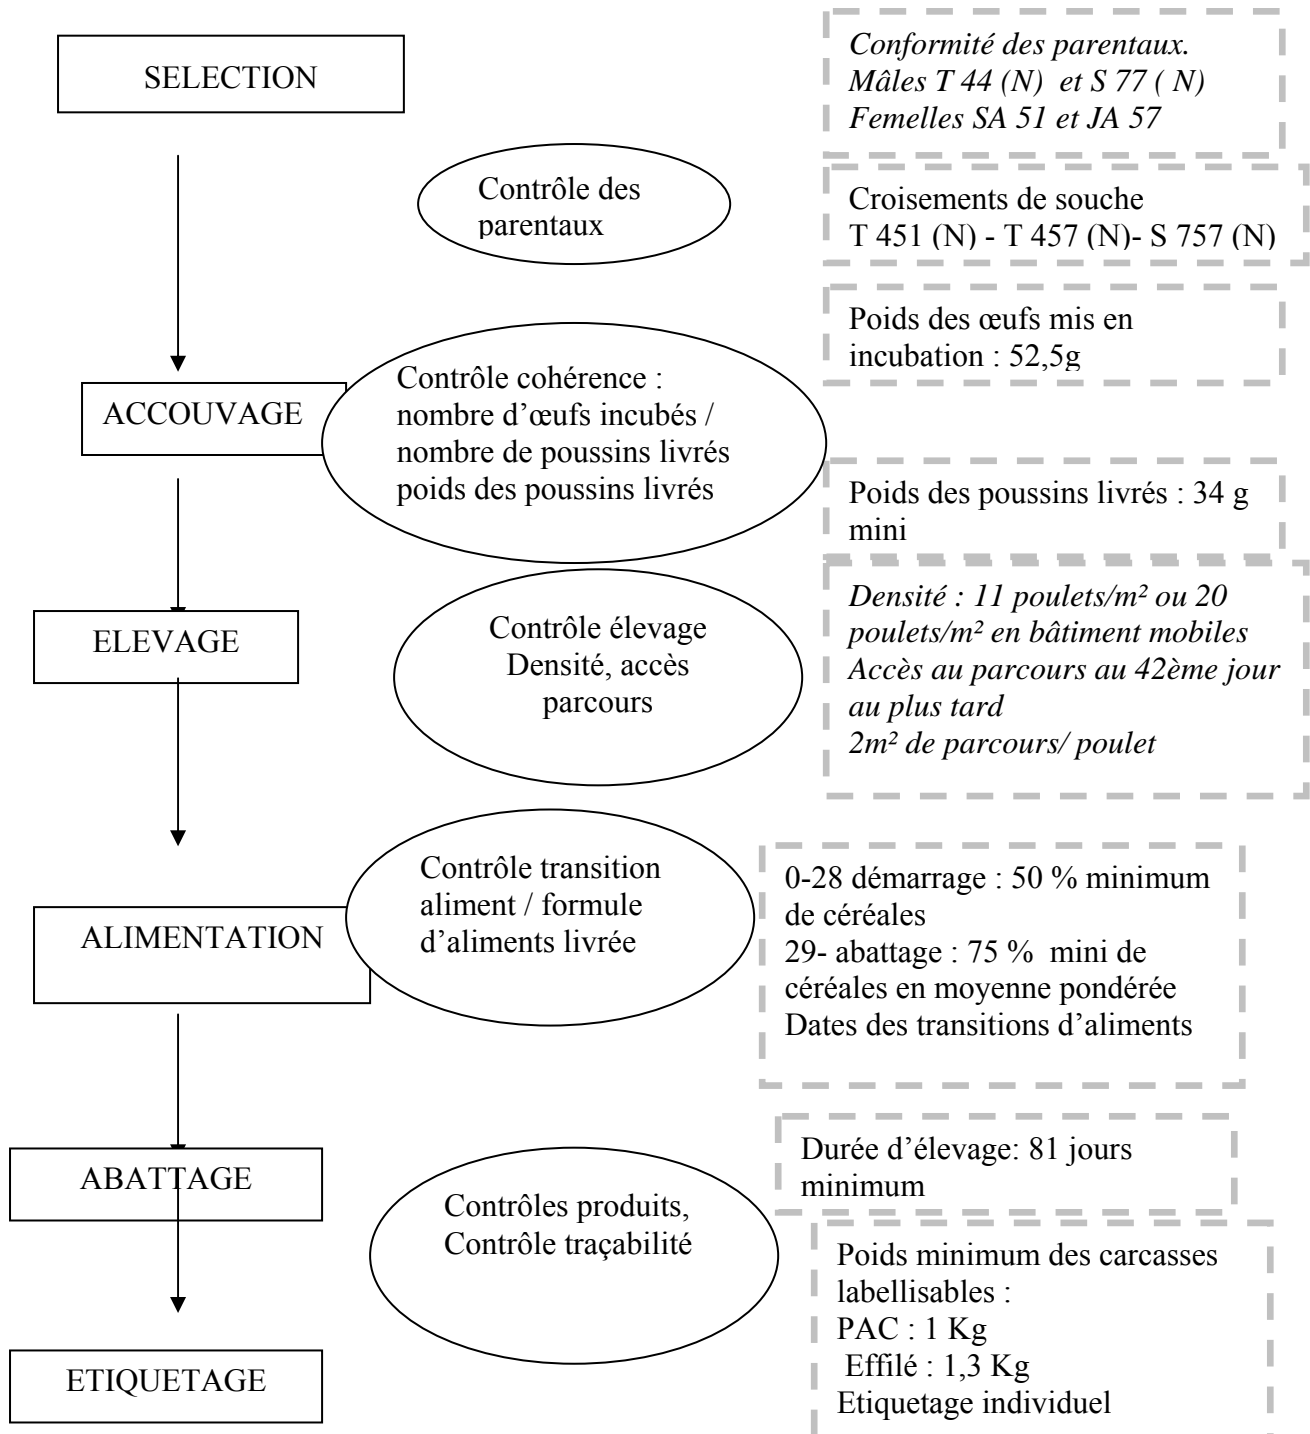 SELECTION
Conformité des parentaux.
Mâles T 44 (N) et S 77 ( N)
Femelles SA 51 et JA 57
Contrôle des
parentaux
Croisements de souche
T 451 (N) - T 457 (N)- S 757 (N)
Poids des œufs mis en
incubation : 52,5g
ACCOUVAGE
Contrôle cohérence :
nombre d’œufs incubés /
nombre de poussins livrés
poids des poussins livrés
Poids des poussins livrés : 34 g
mini
ELEVAGE
Contrôle élevage
Densité, accès
parcours
Densité : 11 poulets/m² ou 20
poulets/m² en bâtiment mobiles
Accès au parcours au 42ème jour
au plus tard
2m² de parcours/ poulet
ALIMENTATION
Contrôle transition
aliment / formule
d’aliments livrée
0-28 démarrage : 50 % minimum
de céréales
29- abattage : 75 % mini de
céréales en moyenne pondérée
Dates des transitions d’aliments
ABATTAGE
Contrôles produits,
Contrôle traçabilité
Durée d’élevage: 81 jours
minimum
Poids minimum des carcasses
labellisables :
PAC : 1 Kg
Effilé : 1,3 Kg
Etiquetage individuel
ETIQUETAGE